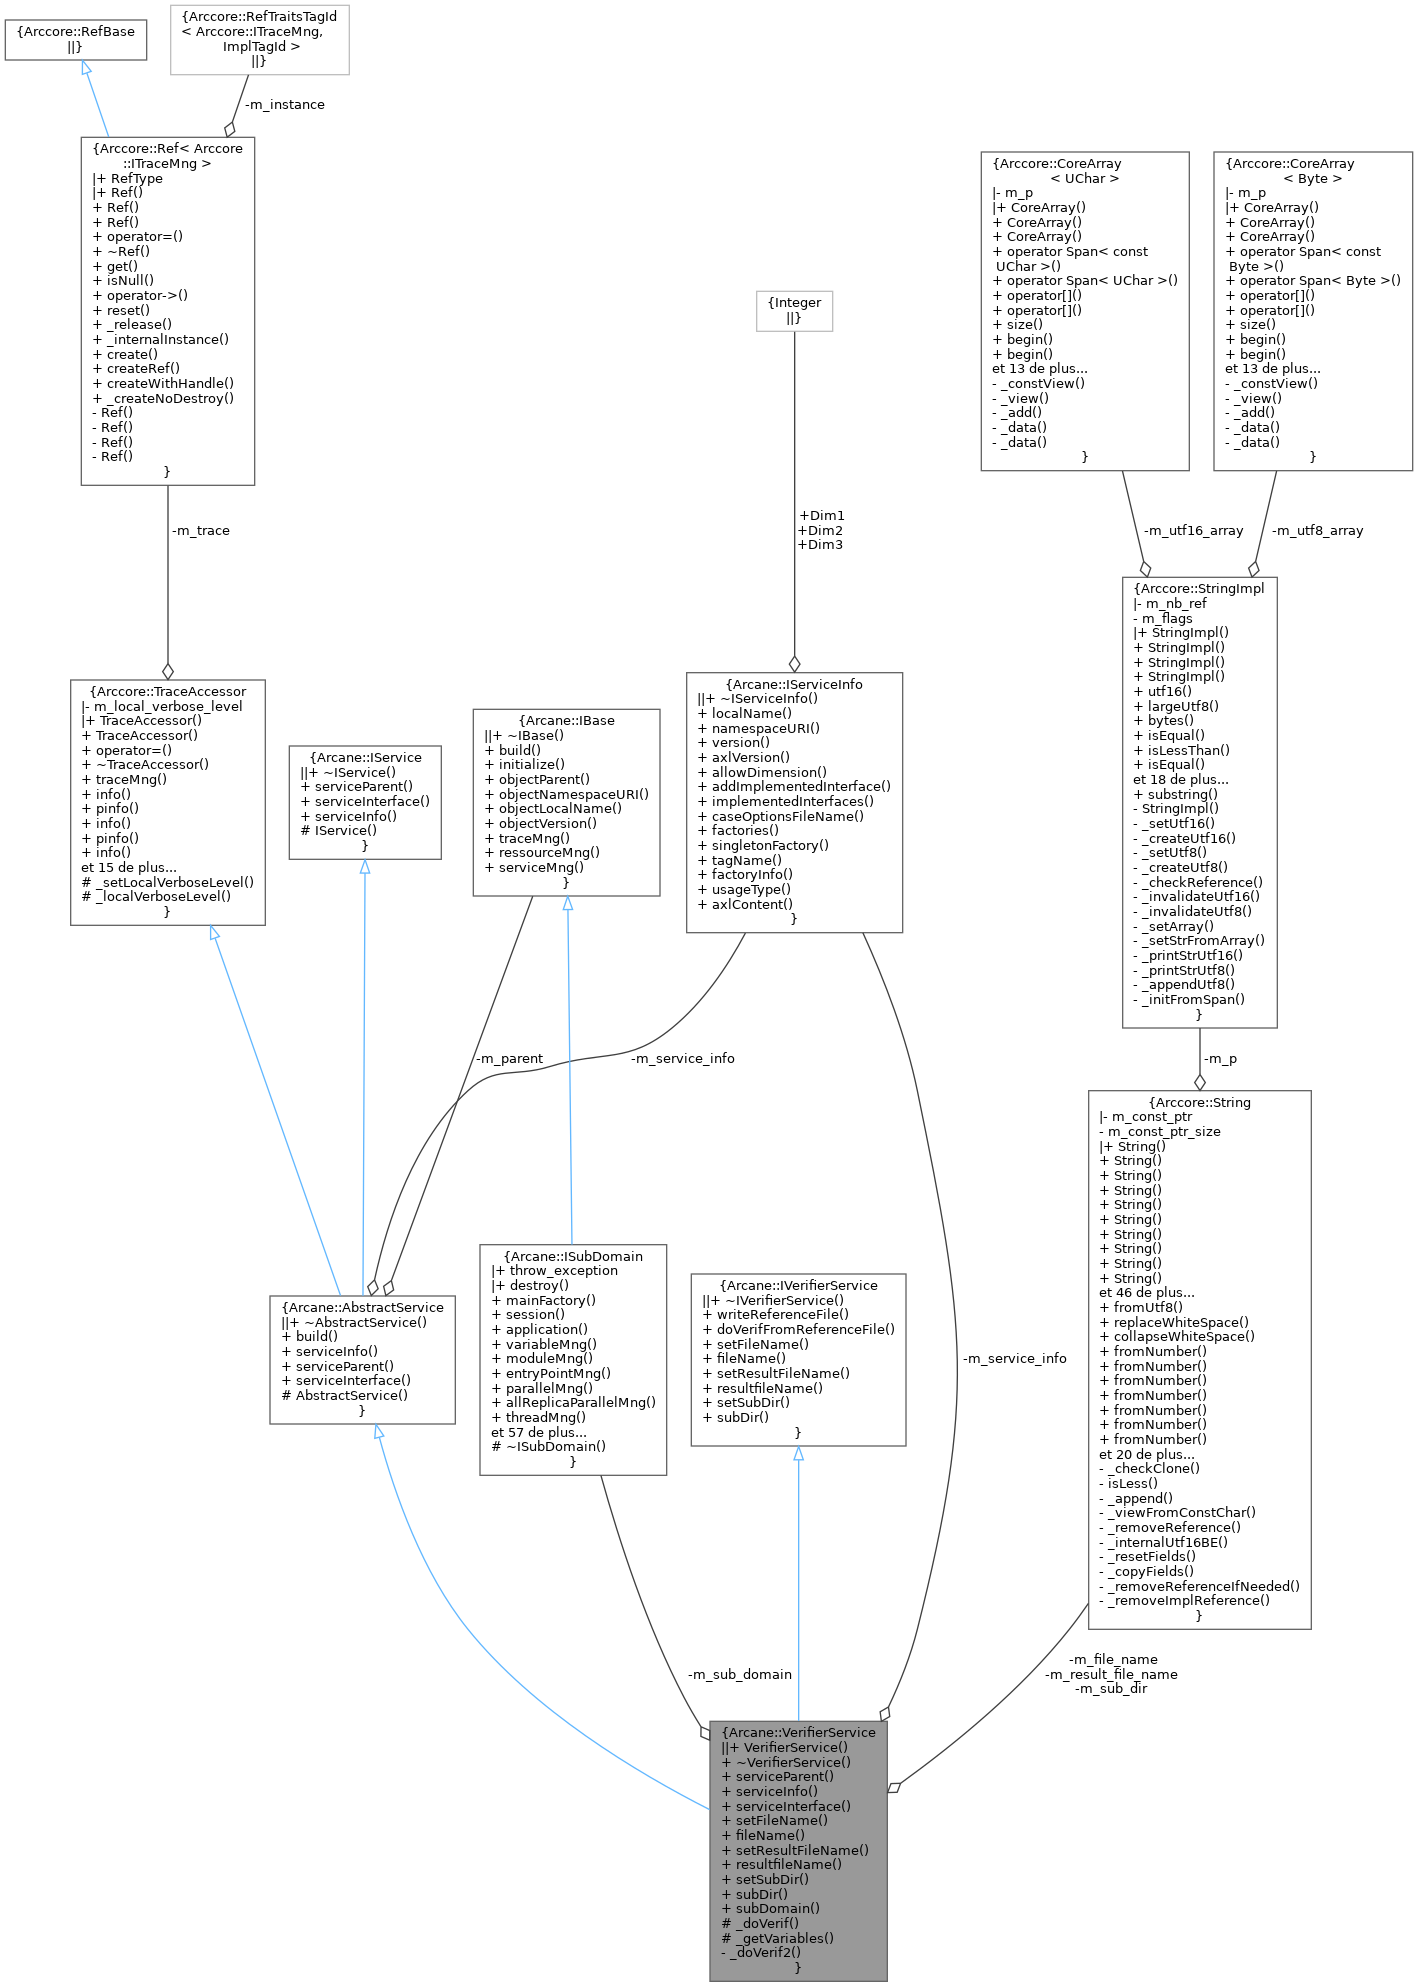 {Arccore::RefBase
||}
{Arccore::RefTraitsTagId
< Arccore::ITraceMng,
ImplTagId >
||}
-m_instance
{Arccore::Ref< Arccore
::ITraceMng >
|+ RefType
|+ Ref()
+ Ref()
+ Ref()
+ operator=()
+ ~Ref()
+ get()
+ isNull()
+ operator->()
+ reset()
+ _release()
+ _internalInstance()
+ create()
+ createRef()
+ createWithHandle()
+ _createNoDestroy()
- Ref()
- Ref()
- Ref()
- Ref()
}
{Arccore::CoreArray
< UChar >
|- m_p
|+ CoreArray()
+ CoreArray()
+ CoreArray()
+ operator Span< const
UChar >()
+ operator Span< UChar >()
+ operator[]()
+ operator[]()
+ size()
+ begin()
+ begin()
et 13 de plus...
- _constView()
- _view()
- _add()
- _data()
- _data()
}
{Arccore::CoreArray
< Byte >
|- m_p
|+ CoreArray()
+ CoreArray()
+ CoreArray()
+ operator Span< const
Byte >()
+ operator Span< Byte >()
+ operator[]()
+ operator[]()
+ size()
+ begin()
+ begin()
et 13 de plus...
- _constView()
- _view()
- _add()
- _data()
- _data()
}
{Integer
||}
-m_trace
+Dim1
+Dim2
+Dim3
-m_utf16_array
-m_utf8_array
{Arccore::StringImpl
|- m_nb_ref
- m_flags
|+ StringImpl()
+ StringImpl()
+ StringImpl()
+ StringImpl()
+ utf16()
+ largeUtf8()
+ bytes()
+ isEqual()
+ isLessThan()
+ isEqual()
et 18 de plus...
+ substring()
- StringImpl()
- _setUtf16()
- _createUtf16()
- _setUtf8()
- _createUtf8()
- _checkReference()
- _invalidateUtf16()
- _invalidateUtf8()
- _setArray()
- _setStrFromArray()
- _printStrUtf16()
- _printStrUtf8()
- _appendUtf8()
- _initFromSpan()
}
{Arccore::TraceAccessor
|- m_local_verbose_level
|+ TraceAccessor()
+ TraceAccessor()
+ operator=()
+ ~TraceAccessor()
+ traceMng()
+ info()
+ pinfo()
+ info()
+ pinfo()
+ info()
et 15 de plus...
# _setLocalVerboseLevel()
# _localVerboseLevel()
}
{Arcane::IService
||+ ~IService()
+ serviceParent()
+ serviceInterface()
+ serviceInfo()
# IService()
}
{Arcane::IBase
||+ ~IBase()
+ build()
+ initialize()
+ objectParent()
+ objectNamespaceURI()
+ objectLocalName()
+ objectVersion()
+ traceMng()
+ ressourceMng()
+ serviceMng()
}
{Arcane::IServiceInfo
||+ ~IServiceInfo()
+ localName()
+ namespaceURI()
+ version()
+ axlVersion()
+ allowDimension()
+ addImplementedInterface()
+ implementedInterfaces()
+ caseOptionsFileName()
+ factories()
+ singletonFactory()
+ tagName()
+ factoryInfo()
+ usageType()
+ axlContent()
}
-m_parent
-m_service_info
-m_p
{Arccore::String
|- m_const_ptr
- m_const_ptr_size
|+ String()
+ String()
+ String()
+ String()
+ String()
+ String()
+ String()
+ String()
+ String()
+ String()
et 46 de plus...
+ fromUtf8()
+ replaceWhiteSpace()
+ collapseWhiteSpace()
+ fromNumber()
+ fromNumber()
+ fromNumber()
+ fromNumber()
+ fromNumber()
+ fromNumber()
+ fromNumber()
et 20 de plus...
- _checkClone()
- isLess()
- _append()
- _viewFromConstChar()
- _removeReference()
- _internalUtf16BE()
- _resetFields()
- _copyFields()
- _removeReferenceIfNeeded()
- _removeImplReference()
}
{Arcane::AbstractService
||+ ~AbstractService()
+ build()
+ serviceInfo()
+ serviceParent()
+ serviceInterface()
# AbstractService()
}
{Arcane::ISubDomain
|+ throw_exception
|+ destroy()
+ mainFactory()
+ session()
+ application()
+ variableMng()
+ moduleMng()
+ entryPointMng()
+ parallelMng()
+ allReplicaParallelMng()
+ threadMng()
et 57 de plus...
# ~ISubDomain()
}
{Arcane::IVerifierService
||+ ~IVerifierService()
+ writeReferenceFile()
+ doVerifFromReferenceFile()
+ setFileName()
+ fileName()
+ setResultFileName()
+ resultfileName()
+ setSubDir()
+ subDir()
}
-m_service_info
-m_sub_domain
-m_file_name
-m_result_file_name
-m_sub_dir
{Arcane::VerifierService
||+ VerifierService()
+ ~VerifierService()
+ serviceParent()
+ serviceInfo()
+ serviceInterface()
+ setFileName()
+ fileName()
+ setResultFileName()
+ resultfileName()
+ setSubDir()
+ subDir()
+ subDomain()
# _doVerif()
# _getVariables()
- _doVerif2()
}